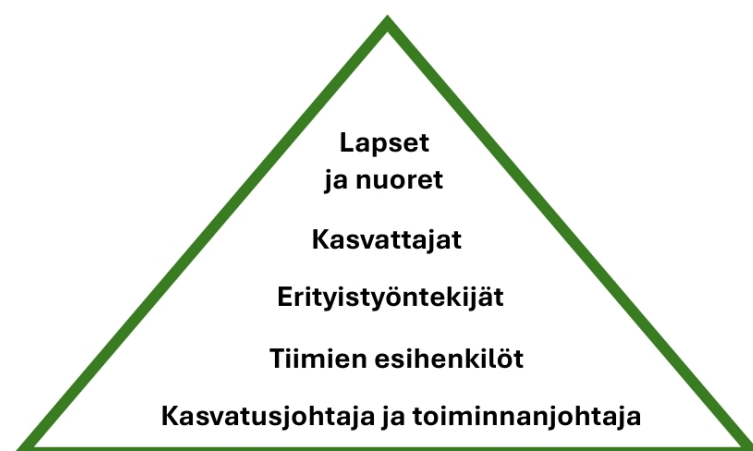 Lapset
ja nuoret
Kasvattajat
Erityistyöntekijät
Tiimien esihenkilöt
Kasvatusjohtaja ja toiminnanjohtaja